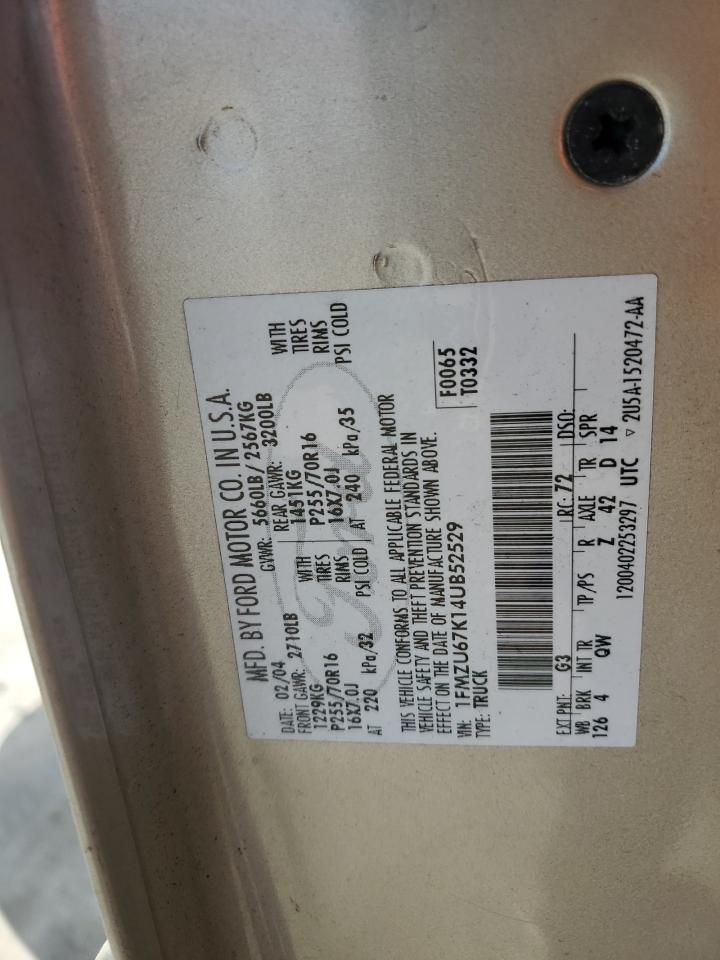 MFD. BY FORD MOTOR CO. IN U.S.A.
DATE: 02/04 GVWR: 5660LB/ 2567KG
FRONT GAWR: 2710LB REAR GAWR: 3200LB
1229KG WITH 1451KG WITH
P255/70R16 TIRES P255/70R16 TIRES
16X7.0J RIMS 16X7.0J RIMS
AT 220 kPa/32 PSI COLD AT 240 kPa/35 PSI COLD
Ford
THIS VEHICLE CONFORMS TO ALL APPLICABLE FEDERAL MOTOR
VEHICLE SAFETY AND THEFT PREVENTION STANDARDS IN
EFFECT ON THE DATE OF MANUFACTURE SHOWN ABOVE.
VIN: 1FMZU67K14UB52529
TYPE: TRUCK
F0065
T0332
EXT PNT: G3 RC: 72 DSO:
WB BRK INT TR TP/PS R AXLE TR SPR
126 4 QW Z 42 D 14
1200402253297 UTC ▽ 2U5A-1520472-AA